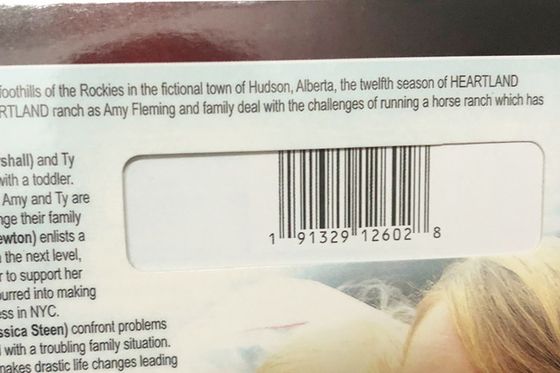 foothills of the Rockies in the fictional town of Hudson, Alberta, the twelfth season of HEARTLAND
RTLAND ranch as Amy Fleming and family deal with the challenges of running a horse ranch which has
shall) and Ty
with a toddler.
Amy and Ty are
nge their family
ewton) enlists a
the next level,
r to support her
ourred into making
ess in NYC.
ssica Steen) confront problems
with a troubling family situation.
makes drastic life changes leading
1 91329 12602 8